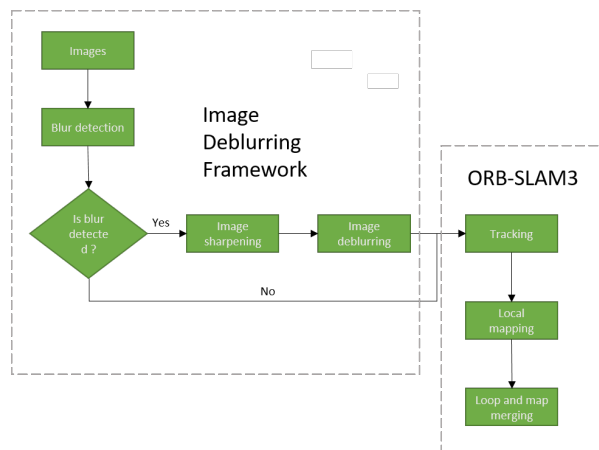 Images
Blur detection
Image
Deblurring
Framework
ORB-SLAM3
Is blur
detecte
d ?
Yes
Image
sharpening
Image
deblurring
Tracking
No
Local
mapping
Loop and map
merging